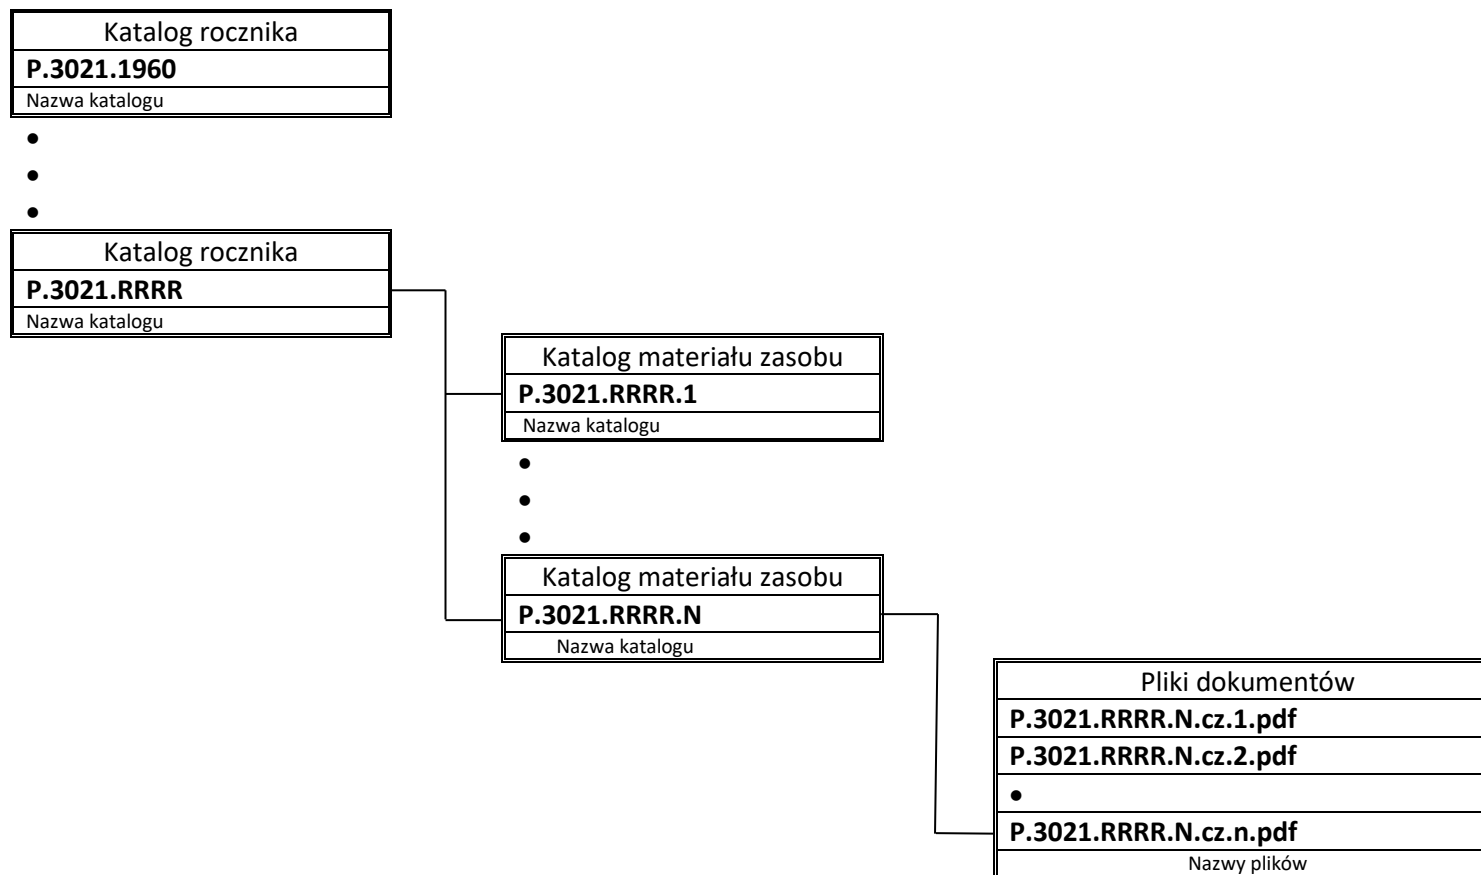 Katalog rocznika
P.3021.1960
Nazwa katalogu
•
•
•
Katalog rocznika
P.3021.RRRR
Nazwa katalogu
Katalog materiału zasobu
P.3021.RRRR.1
Nazwa katalogu
•
•
•
Katalog materiału zasobu
P.3021.RRRR.N
Nazwa katalogu
Pliki dokumentów
P.3021.RRRR.N.cz.1.pdf
P.3021.RRRR.N.cz.2.pdf
•
P.3021.RRRR.N.cz.n.pdf
Nazwy plików